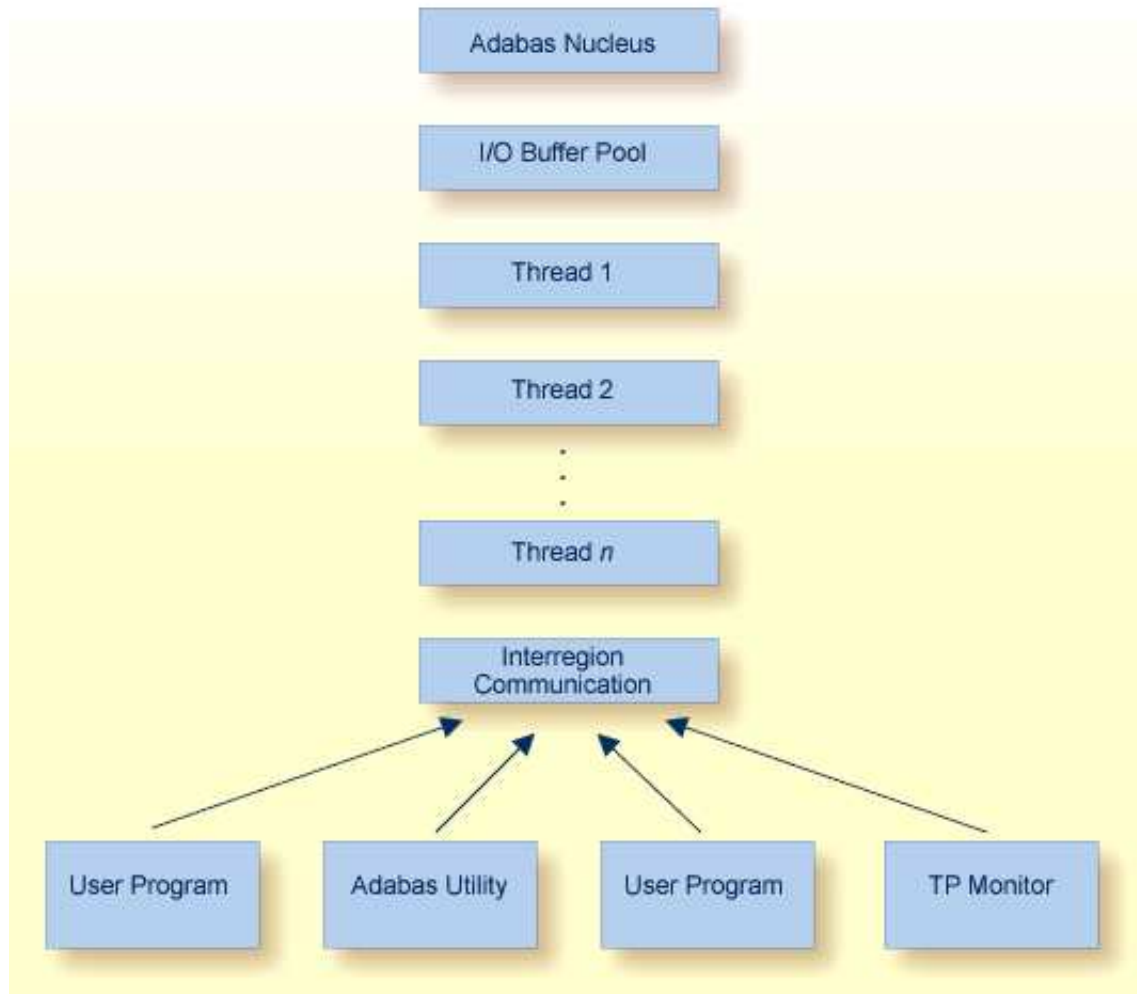 Adabas Nucleus
I/O Buffer Pool
Thread 1
Thread 2
Thread n
Interregion
Communication
User Program
Adabas Utility
User Program
TP Monitor